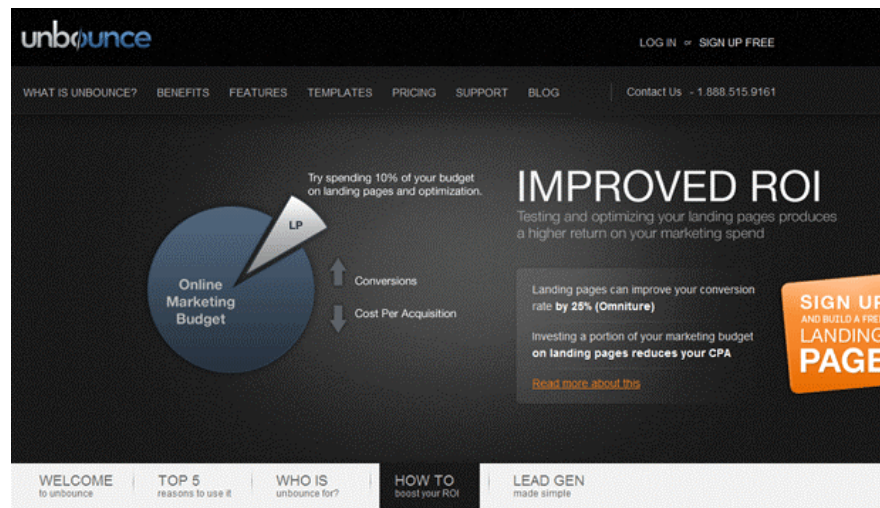 unbounce
LOG IN or SIGN UP FREE
WHAT IS UNBOUNCE? BENEFITS FEATURES TEMPLATES PRICING SUPPORT BLOG Contact Us - 1.888.515.9161
Try spending 10% of your budget
on landing pages and optimization.
LP
Online
Marketing
Budget
Conversions
Cost Per Acquisition
IMPROVED ROI
Testing and optimizing your landing pages produces
a higher return on your marketing spend
Landing pages can improve your conversion
rate by 25% (Omniture)
Investing a portion of your marketing budget
on landing pages reduces your CPA
Read more about this
SIGN UP
AND BUILD A FRE
LANDING
PAGE
WELCOME
to unbounce
TOP 5
reasons to use it
WHO IS
unbounce for?
HOW TO
boost your ROI
LEAD GEN
made simple